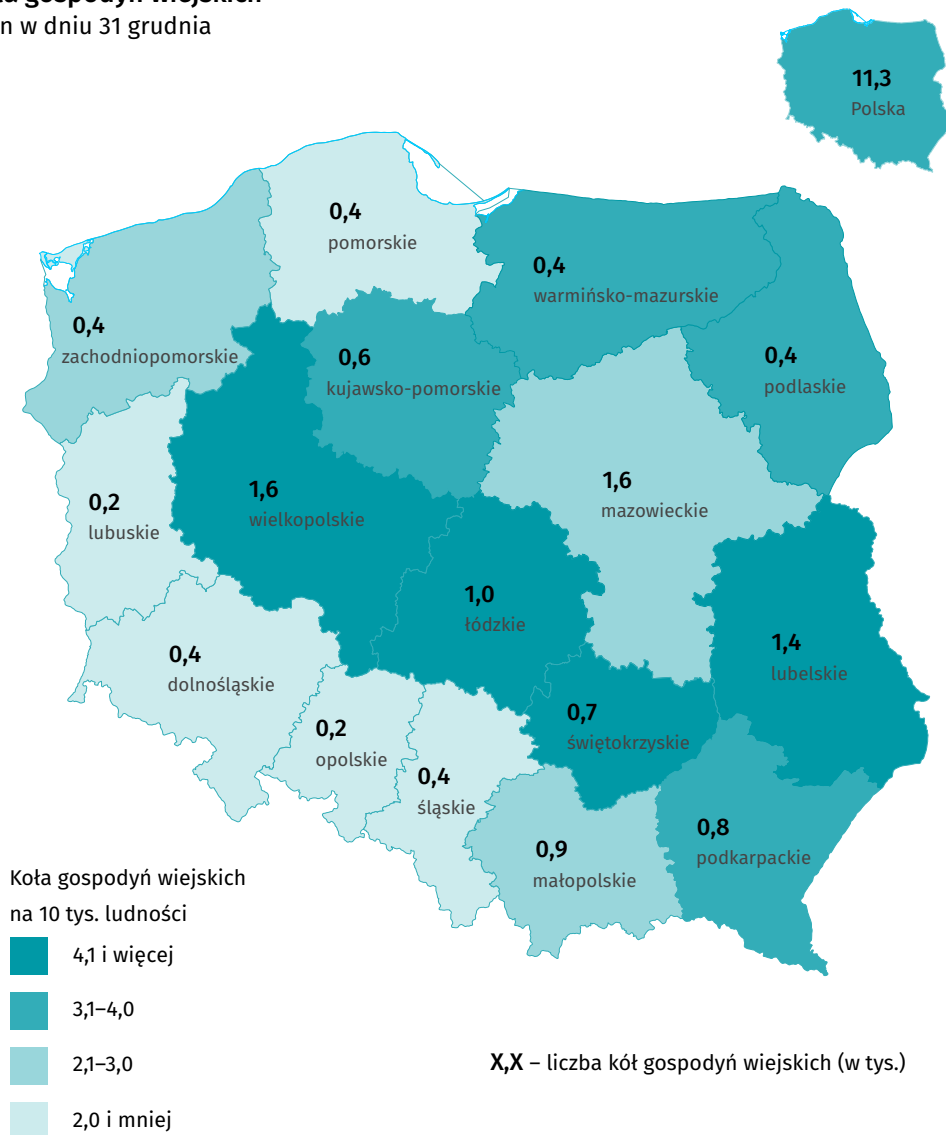 gospodyń wiejskich
w dniu 31 grudnia
11,3
Polska
0,4
pomorskie
0,4
warmińsko-mazurskie
0,4
zachodniopomorskie
0,6
kujawsko-pomorskie
0,4
podlaskie
0,2
lubuskie
1,6
wielkopolskie
1,6
mazowieckie
1,0
łódzkie
1,4
lubelskie
0,4
dolnośląskie
0,2
opolskie
0,4
śląskie
0,7
świętokrzyskie
0,9
małopolskie
0,8
podkarpackie
Koła gospodyń wiejskich
na 10 tys. ludności
4,1 i więcej
3,1–4,0
2,1–3,0
2,0 i mniej
X,X – liczba kół gospodyń wiejskich (w tys.)